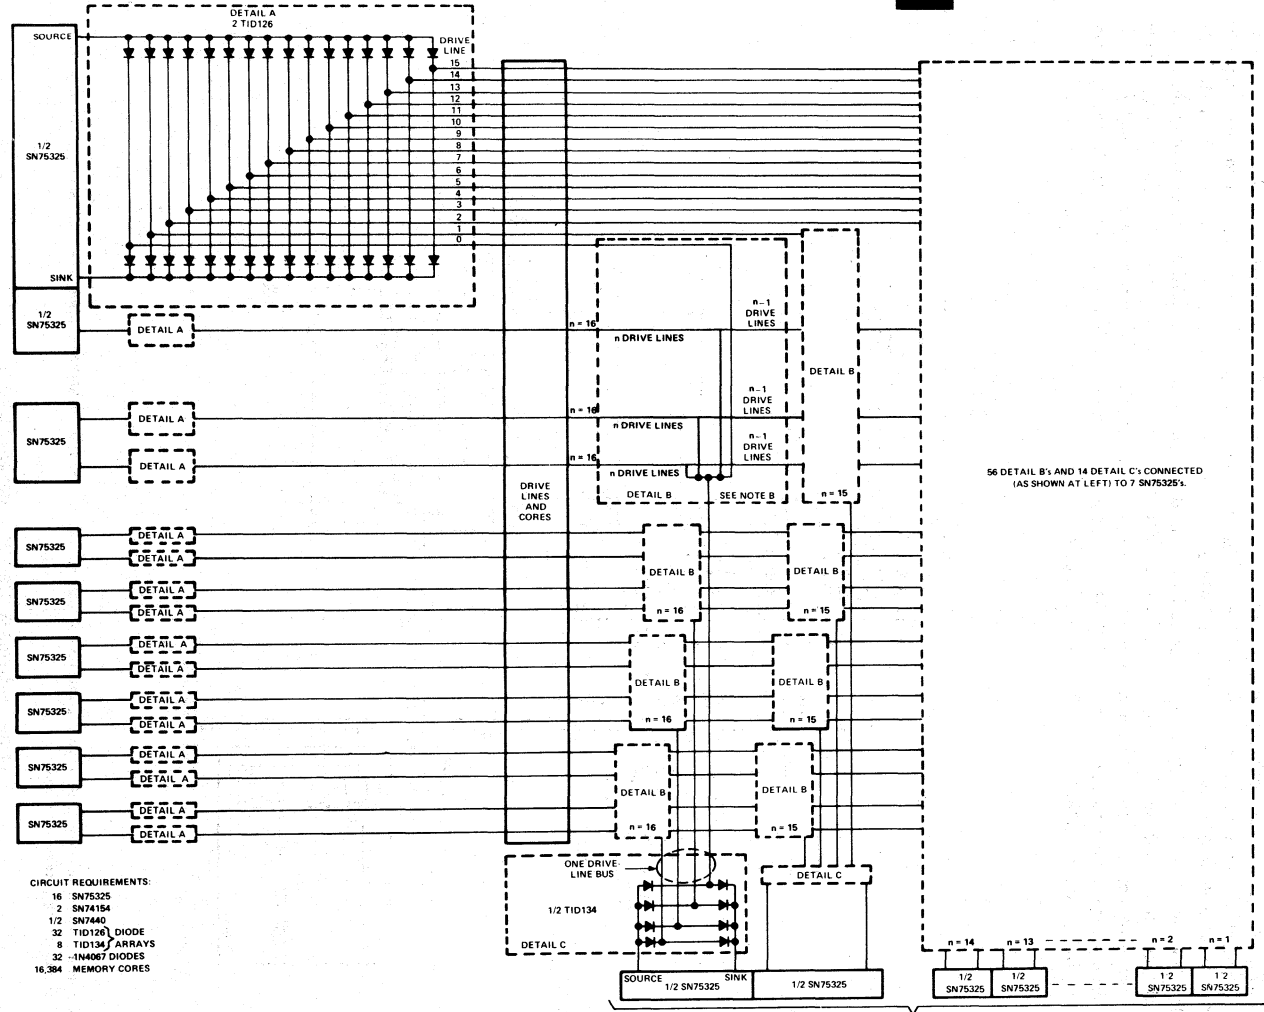 DETAIL A
2 TID126
SOURCE
DRIVE
LINE
15
14
13
12
11
10
9
8
7
6
5
4
3
2
1
0
1/2
SN75325
SINK
1/2
SN75325
DETAIL A
n = 16
n DRIVE LINES
n-1
DRIVE
LINES
DETAIL B
n = 15
SN75325
DETAIL A
DETAIL A
n = 16
n DRIVE LINES
n-1
DRIVE
LINES
n = 16
n DRIVE LINES
n-1
DRIVE
LINES
DETAIL B
SEE NOTE B
DRIVE
LINES
AND
CORES
56 DETAIL B's AND 14 DETAIL C's CONNECTED
(AS SHOWN AT LEFT) TO 7 SN75325's.
SN75325
DETAIL A
DETAIL A
SN75325
DETAIL A
DETAIL A
DETAIL B
n = 16
DETAIL B
n = 15
SN75325
DETAIL A
DETAIL A
SN75325
DETAIL A
DETAIL A
DETAIL B
n = 16
DETAIL B
n = 15
SN75325
DETAIL A
DETAIL A
SN75325
DETAIL A
DETAIL A
DETAIL B
n = 16
DETAIL B
n = 15
ONE DRIVE-
LINE BUS
1/2 TID134
DETAIL C
DETAIL C
SOURCE
SINK
1/2 SN75325
1/2 SN75325
n = 14
n = 13
n = 2
n = 1
1/2
SN75325
1/2
SN75325
1 2
SN75325
1 2
SN75325
CIRCUIT REQUIREMENTS:
16 SN75325
2 SN74154
1/2 SN7440
32 TID126 } DIODE
8 TID134 } ARRAYS
32 1N4067 DIODES
16,384 MEMORY CORES